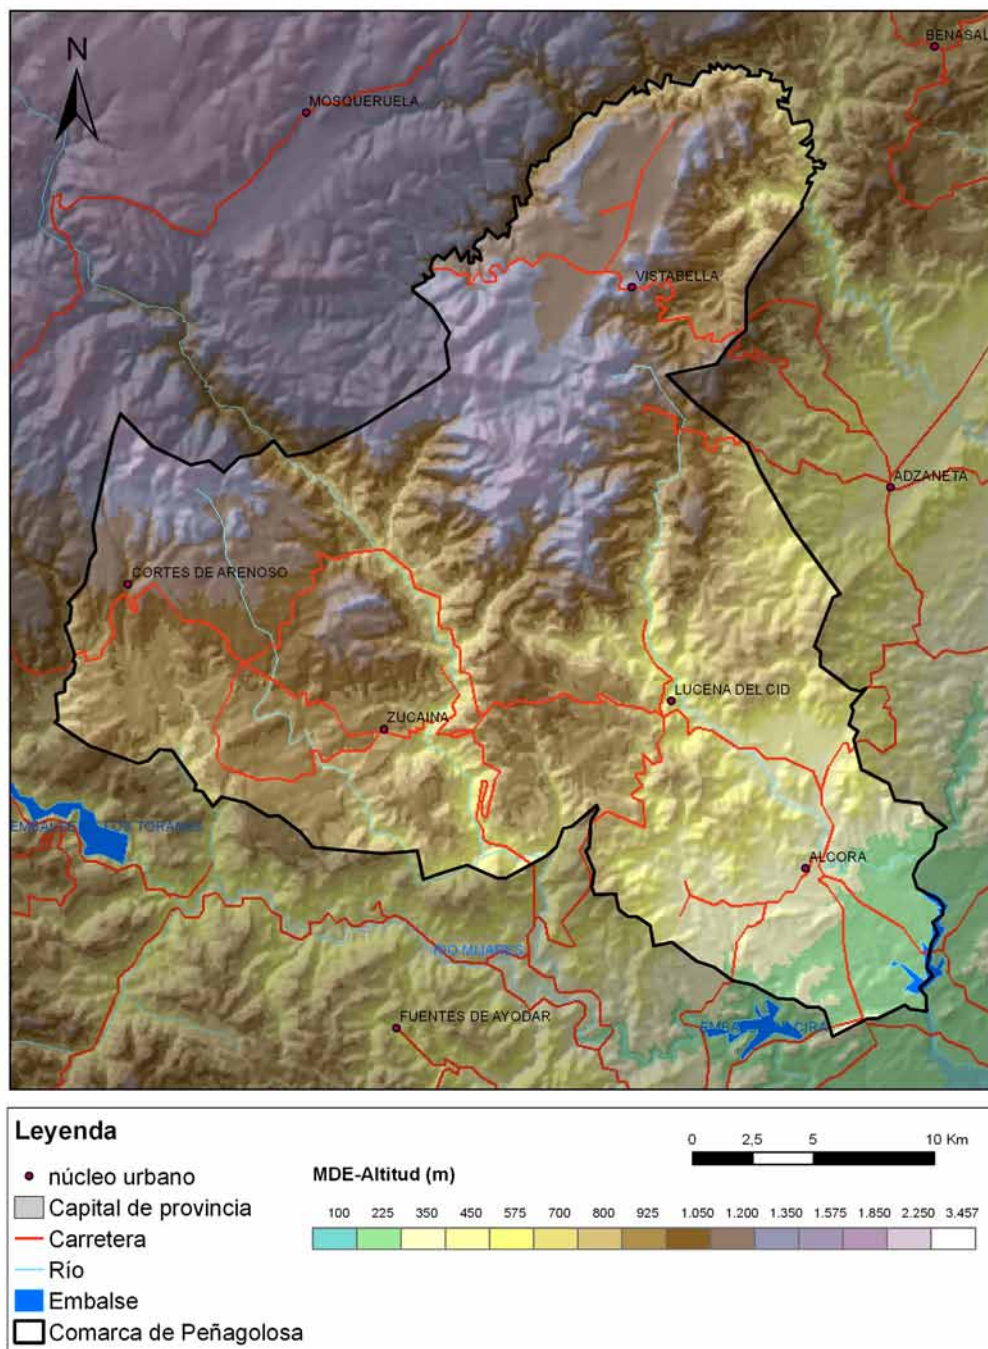 N
BENASAL
MOSQUERUELA
VISTABELLA
ADZANETA
CORTES DE ARENOSO
LUCENA DEL CID
ZUCAINA
ALCORA
RIO MIJARES
FUENTES DE AYODAR
Leyenda
núcleo urbano
Capital de provincia
Carretera
Río
Embalse
Comarca de Peñagolosa
MDE-Altitud (m)
100 225 350 450 575 700 800 925 1.050 1.200 1.350 1.575 1.850 2.250 3.457
0 2,5 5 10 Km